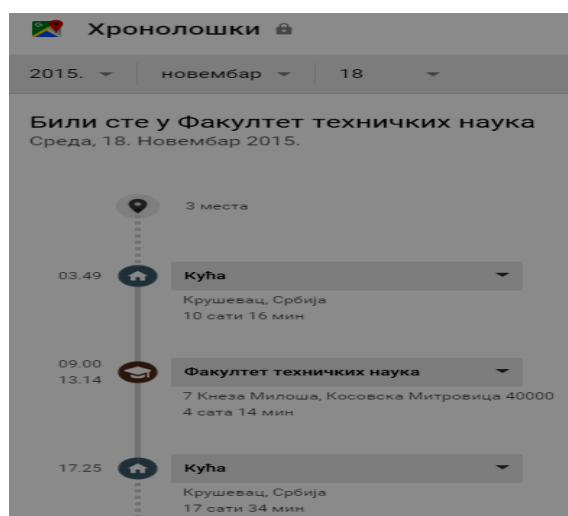 Хронолошки
2015. новембар 18
Били сте у Факултет техничких наука
Среда, 18. Новембар 2015.
3 места
03.49 Кућа
Крушевац, Србија
10 сати 16 мин
09.00
13.14
Факултет техничких наука
7 Кнеза Милоша, Косовска Митровица 40000
4 сата 14 мин
17.25 Кућа
Крушевац, Србија
17 сати 34 мин